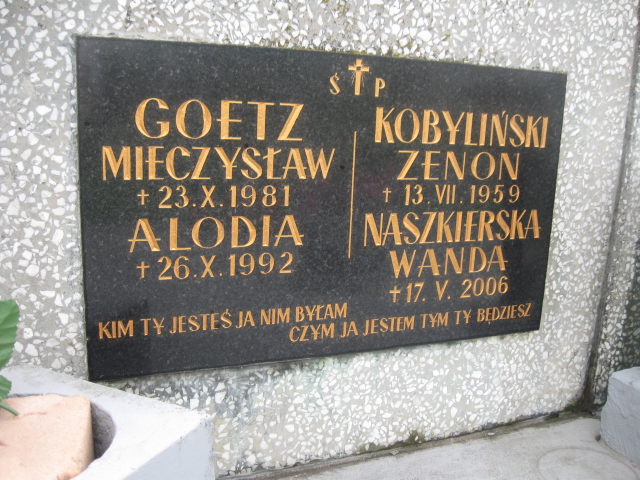 Ś † P
GOETZ
MIECZYSŁAW
† 23.X.1981
ALODIA
† 26.X.1992
KOBYLIŃSKI
ZENON
† 13.VII.1959
NASZKIERSKA
WANDA
† 17.V.2006
KIM TY JESTEŚ JA NIM BYŁAM
CZYM JA JESTEM TYM TY BĘDZIESZ